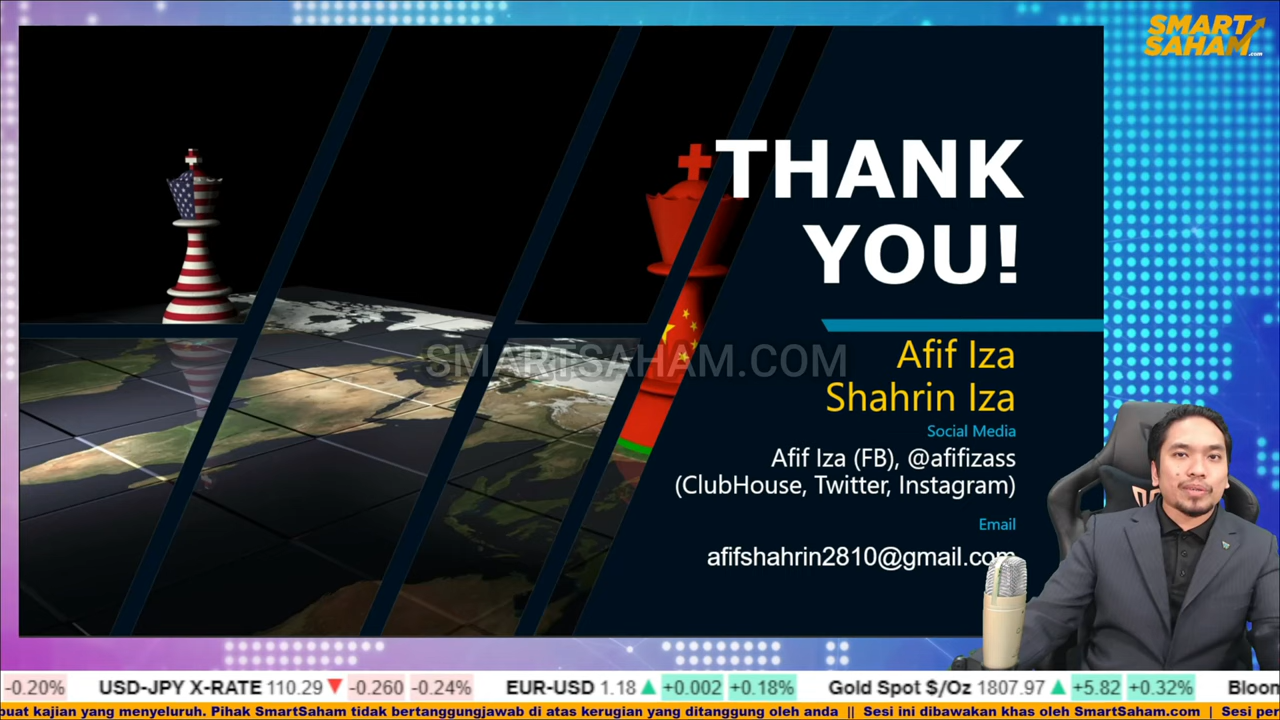 SMART
SAHAM.com
THANK
YOU!
SMARTSAHAM.COM
Afif Iza
Shahrin Iza
Social Media
Afif Iza (FB), @afifizass
(ClubHouse, Twitter, Instagram)
Email
afifshahrin2810@gmail.com
-0.20% USD-JPY X-RATE 110.29 ▼ -0.260 -0.24% EUR-USD 1.18 ▲ +0.002 +0.18% Gold Spot $/Oz 1807.97 ▲ +5.82 +0.32% Bloom
buat kajian yang menyeluruh. Pihak SmartSaham tidak bertanggungjawab di atas kerugian yang ditanggung oleh anda || Sesi ini dibawakan khas oleh SmartSaham.com | Sesi per